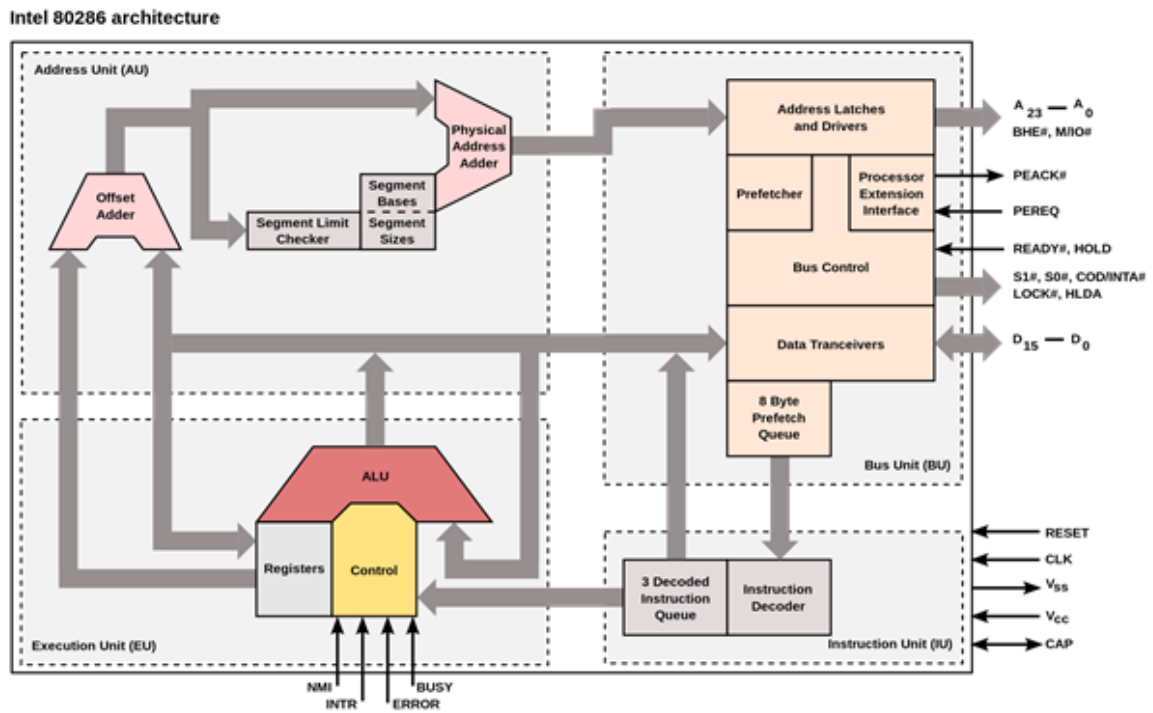 Intel 80286 architecture
Address Unit (AU)
Offset
Adder
Physical
Address
Adder
Segment
Bases
Segment Limit
Checker
Segment
Sizes
Address Latches
and Drivers
Prefetcher
Processor
Extension
Interface
Bus Control
Data Tranceivers
8 Byte
Prefetch
Queue
Bus Unit (BU)
A23 — A0
BHE#, M/IO#
PEACK#
PEREQ
READY#, HOLD
S1#, S0#, COD/INTA#
LOCK#, HLDA
D15 — D0
ALU
Registers
Control
Execution Unit (EU)
3 Decoded
Instruction
Queue
Instruction
Decoder
Instruction Unit (IU)
RESET
CLK
Vss
Vcc
CAP
NMI
BUSY
INTR
ERROR